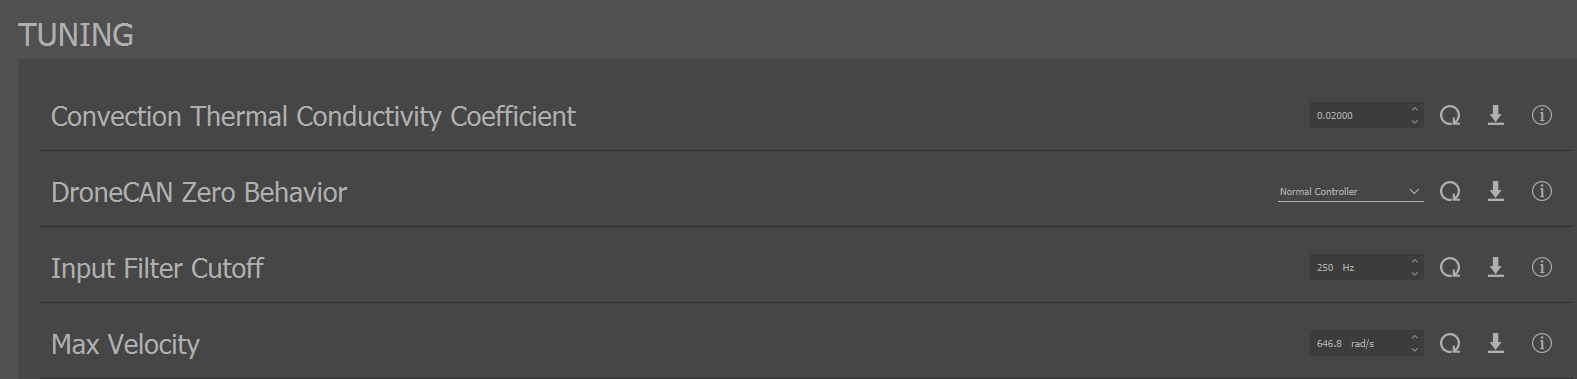 TUNING
Convection Thermal Conductivity Coefficient 0.02000
DroneCAN Zero Behavior Normal Controller
Input Filter Cutoff 250 Hz
Max Velocity 646.8 rad/s